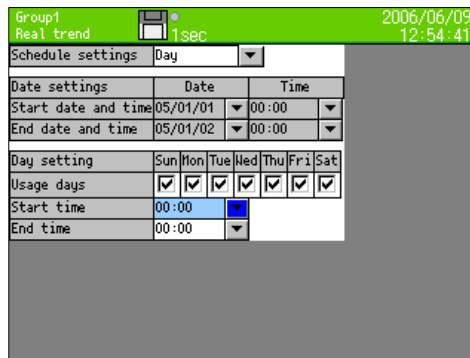 Group1 2006/06/09
Real trend 1sec 12:54:41
Schedule settings Day
Date settings Date Time
Start date and time 05/01/01 00:00
End date and time 05/01/02 00:00
Day setting Sun Mon Tue Wed Thu Fri Sat
Usage days
Start time 00:00
End time 00:00